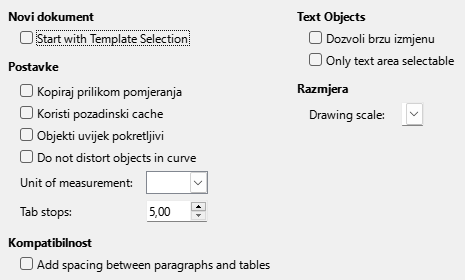 Novi dokument
Start with Template Selection
Postavke
Kopiraj prilikom pomjeranja
Koristi pozadinski cache
Objekti uvijek pokretljivi
Do not distort objects in curve
Unit of measurement:
Tab stops: 5,00
Kompatibilnost
Add spacing between paragraphs and tables
Text Objects
Dozvoli brzu izmjenu
Only text area selectable
Razmjera
Drawing scale: